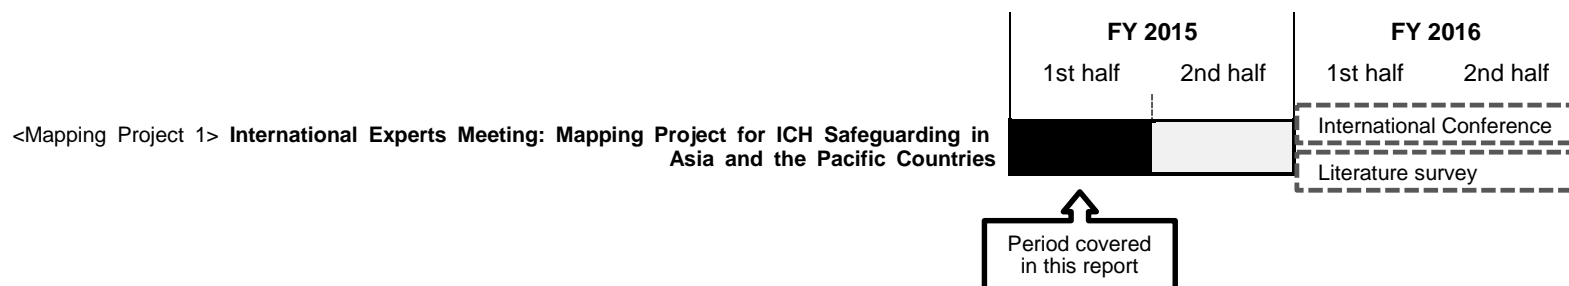 FY 2015 FY 2016
1st half 2nd half 1st half 2nd half
<Mapping Project 1> International Experts Meeting: Mapping Project for ICH Safeguarding in
Asia and the Pacific Countries
International Conference
Literature survey
Period covered
in this report